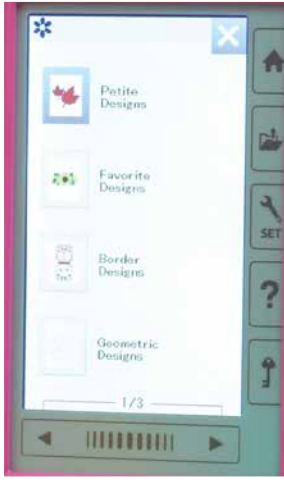 Petite
Designs
Favorite
Designs
Border
Designs
Geometric
Designs
1/3
SET
?